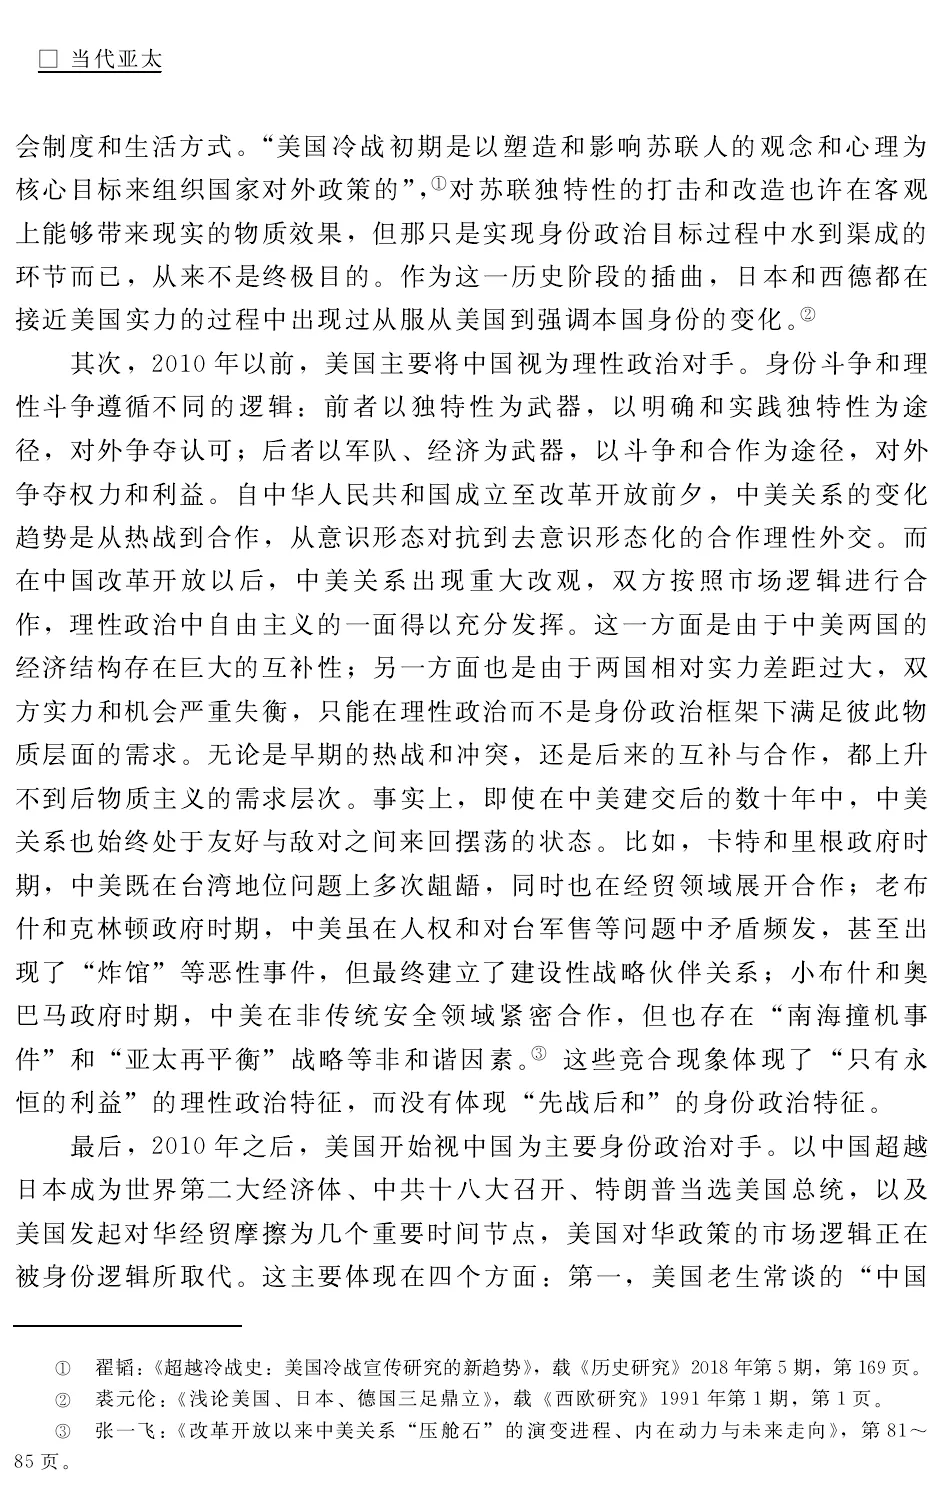 □ 当代亚太
会制度和生活方式。“美国冷战初期是以塑造和影响苏联人的观念和心理为
核心目标来组织国家对外政策的”，①对苏联独特性的打击和改造也许在客观
上能够带来现实的物质效果，但那只是实现身份政治目标过程中水到渠成的
环节而已，从来不是终极目的。作为这一历史阶段的插曲，日本和西德都在
接近美国实力的过程中出现过从服从美国到强调本国身份的变化。②
其次，2010 年以前，美国主要将中国视为理性政治对手。身份斗争和理
性斗争遵循不同的逻辑：前者以独特性为武器，以明确和实践独特性为途
径，对外争夺认可；后者以军队、经济为武器，以斗争和合作为途径，对外
争夺权力和利益。自中华人民共和国成立至改革开放前夕，中美关系的变化
趋势是从热战到合作，从意识形态对抗到去意识形态化的合作理性外交。而
在中国改革开放以后，中美关系出现重大改观，双方按照市场逻辑进行合
作，理性政治中自由主义的一面得以充分发挥。这一方面是由于中美两国的
经济结构存在巨大的互补性；另一方面也是由于两国相对实力差距过大，双
方实力和机会严重失衡，只能在理性政治而不是身份政治框架下满足彼此物
质层面的需求。无论是早期的热战和冲突，还是后来的互补与合作，都上升
不到后物质主义的需求层次。事实上，即使在中美建交后的数十年中，中美
关系也始终处于友好与敌对之间来回摆荡的状态。比如，卡特和里根政府时
期，中美既在台湾地位问题上多次龃龉，同时也在经贸领域展开合作；老布
什和克林顿政府时期，中美虽在人权和对台军售等问题中矛盾频发，甚至出
现了“炸馆”等恶性事件，但最终建立了建设性战略伙伴关系；小布什和奥
巴马政府时期，中美在非传统安全领域紧密合作，但也存在“南海撞机事
件”和“亚太再平衡”战略等非和谐因素。③ 这些竞合现象体现了“只有永
恒的利益”的理性政治特征，而没有体现“先战后和”的身份政治特征。
最后，2010 年之后，美国开始视中国为主要身份政治对手。以中国超越
日本成为世界第二大经济体、中共十八大召开、特朗普当选美国总统，以及
美国发起对华经贸摩擦为几个重要时间节点，美国对华政策的市场逻辑正在
被身份逻辑所取代。这主要体现在四个方面：第一，美国老生常谈的“中国
① 翟韬：《超越冷战史：美国冷战宣传研究的新趋势》，载《历史研究》2018 年第 5 期，第 169 页。
② 裘元伦：《浅论美国、日本、德国三足鼎立》，载《西欧研究》1991 年第 1 期，第 1 页。
③ 张一飞：《改革开放以来中美关系“压舱石”的演变进程、内在动力与未来走向》，第 81～
85 页。